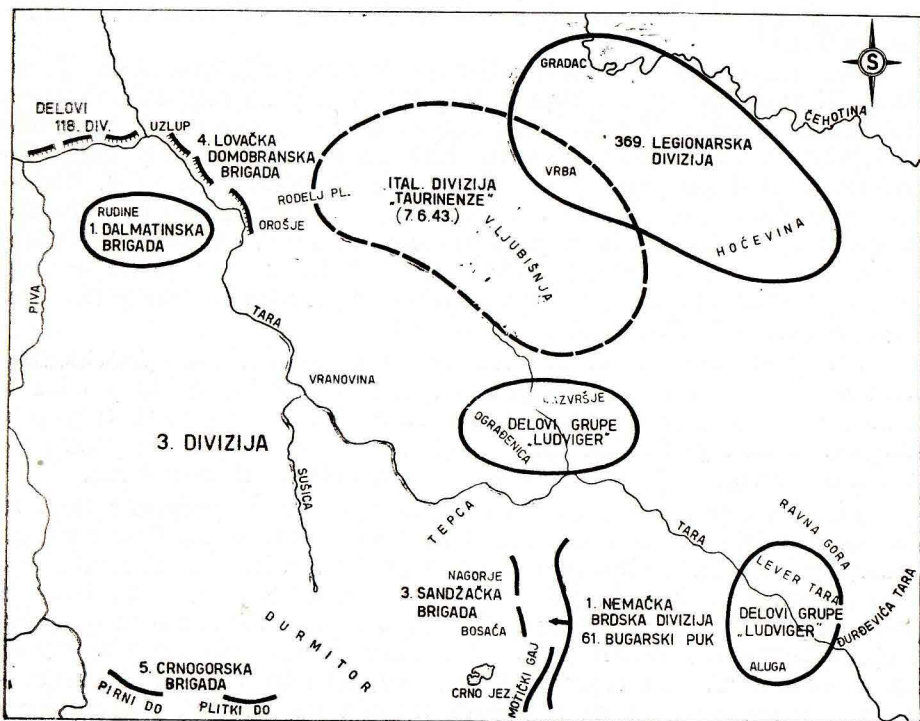 GRADAC
S
ČEHOTINA
DELOVI
118. DIV.
UZLUP
4. LOVAČKA
DOMOBRANSKA
BRIGADA
369. LEGIONARSKA
DIVIZIJA
VRBA
RODELJ PL.
ITAL. DIVIZIJA
„TAURINENZE"
(7.6.43.)
RUDINE
1. DALMATINSKA
BRIGADA
OROŠJE
V. LJUBIŠNJA
HOĆEVINA
PIVA
TARA
VRANOVINA
OGRAĐENICA
DELOVI GRUPE
„LUDVIGER"
3. DIVIZIJA
SUŠICA
TEPCA
TARA
RAVNA GORA
LEVER TARA
NAGORJE
3. SANDŽAČKA
BRIGADA
BOSAĆA
1. NEMAČKA
BRDSKA DIVIZIJA
61. BUGARSKI PUK
DELOVI GRUPE
„LUDVIGER"
ĐURĐEVIĆA TARA
ALUGA
DURMITOR
5. CRNOGORSKA
BRIGADA
PIRNI DO
PLITKI DO
CRNO JEZ
MOTIČKI GAJ